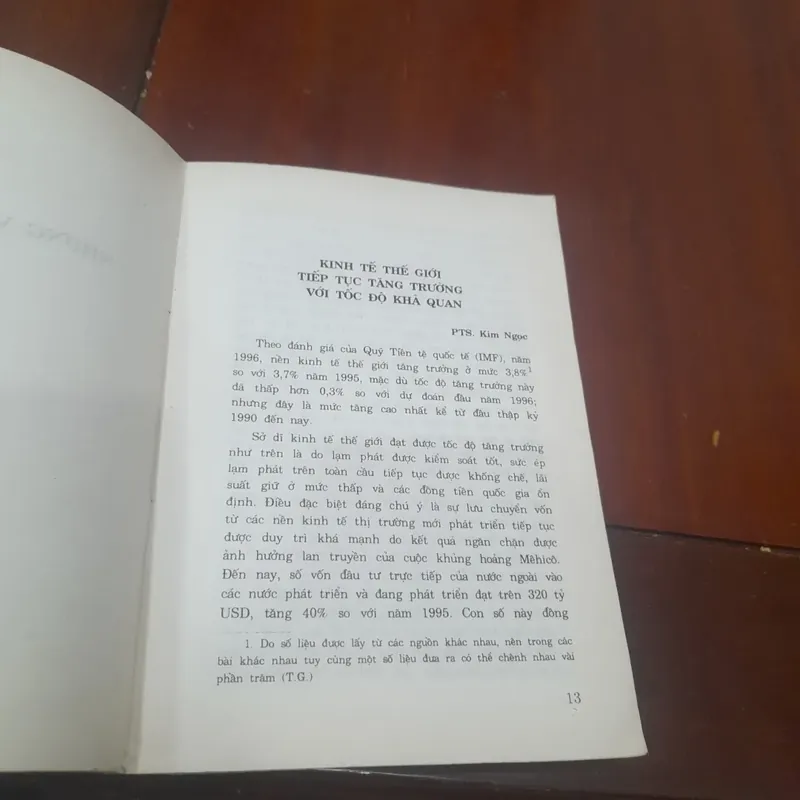 KINH TẾ THẾ GIỚI
TIẾP TỤC TĂNG TRƯỞNG
VỚI TỐC ĐỘ KHẢ QUAN
PTS. Kim Ngọc
Theo đánh giá của Quỹ Tiền tệ quốc tế (IMF), năm
1996, nền kinh tế thế giới tăng trưởng ở mức 3,8%¹
so với 3,7% năm 1995, mặc dù tốc độ tăng trưởng này
đã thấp hơn 0,3% so với dự đoán đầu năm 1996;
nhưng đây là mức tăng cao nhất kể từ đầu thập kỷ
1990 đến nay.
Sở dĩ kinh tế thế giới đạt được tốc độ tăng trưởng
như trên là do lạm phát được kiểm soát tốt, sức ép
lạm phát trên toàn cầu tiếp tục được khống chế, lãi
suất giữ ở mức thấp và các đồng tiền quốc gia ổn
định. Điều đặc biệt đáng chú ý là sự lưu chuyển vốn
từ các nền kinh tế thị trường mới phát triển tiếp tục
được duy trì khá mạnh do kết quả ngăn chặn được
ảnh hưởng lan truyền của cuộc khủng hoảng Mêhicô.
Đến nay, số vốn đầu tư trực tiếp của nước ngoài vào
các nước phát triển và đang phát triển đạt trên 320 tỷ
USD, tăng 40% so với năm 1995. Con số này đồng
1. Do số liệu được lấy từ các nguồn khác nhau, nên trong các
bài khác nhau tuy cùng một số liệu đưa ra có thể chênh nhau vài
phần trăm (T.G.)
13